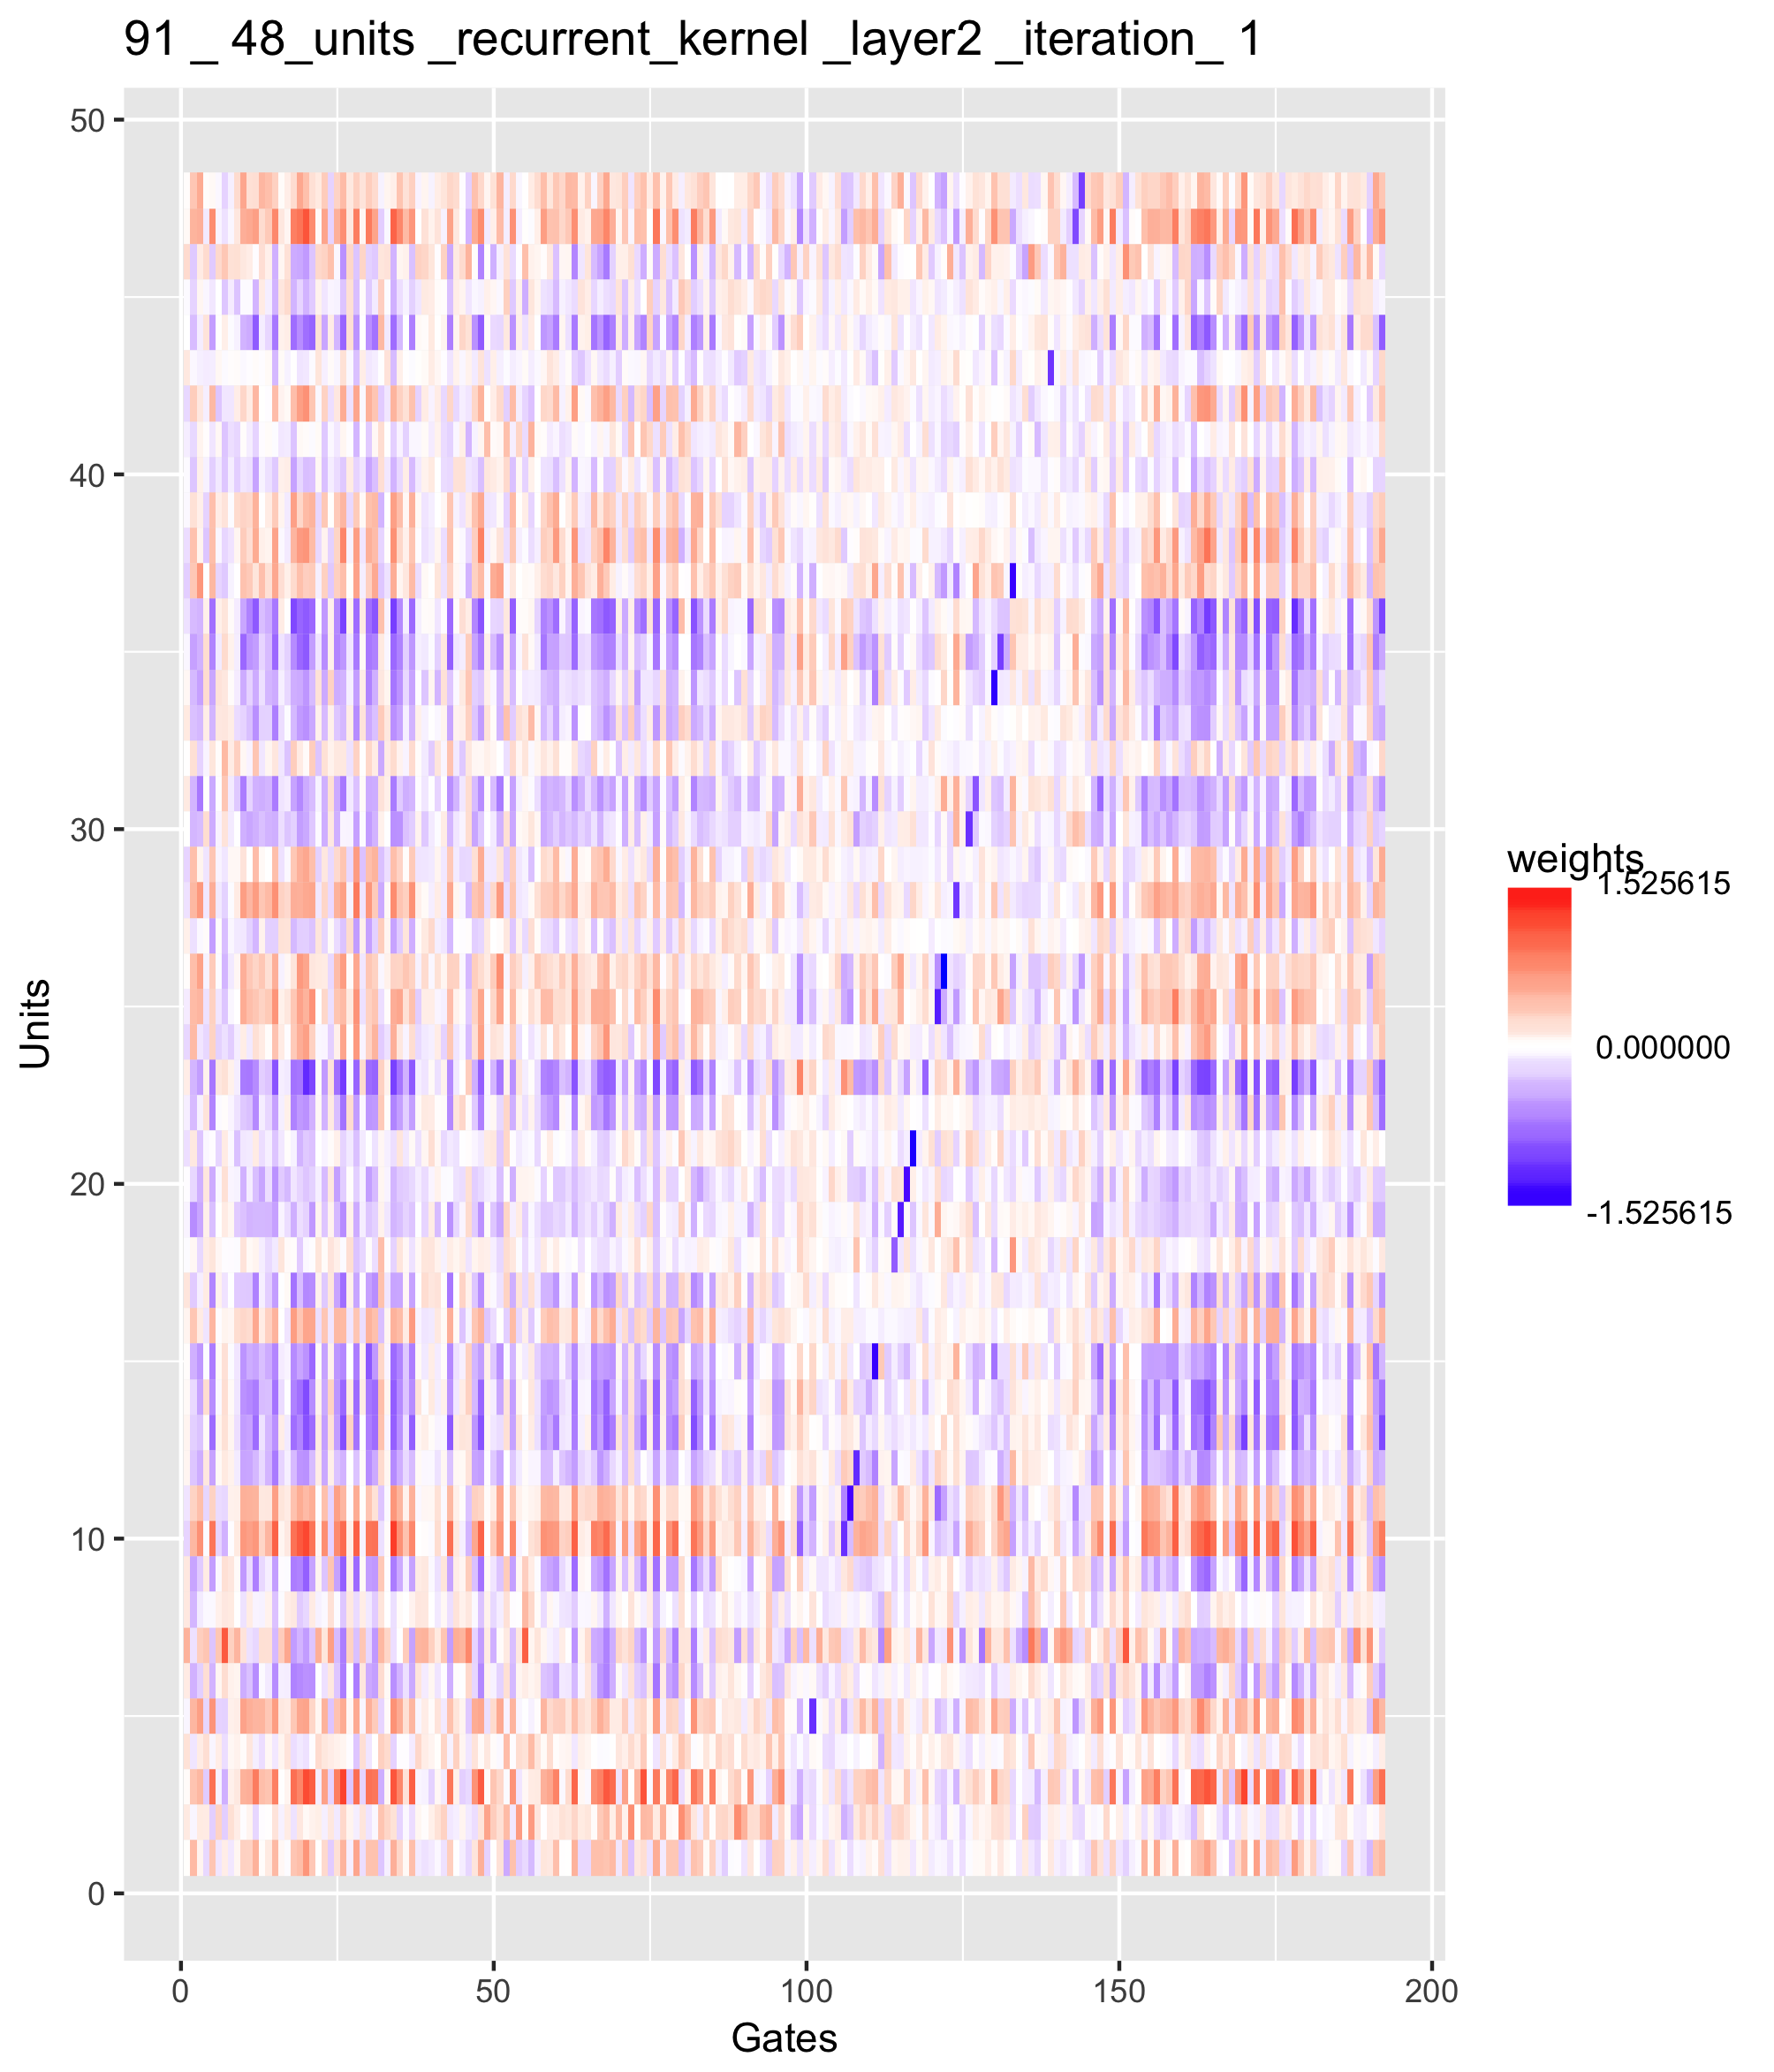 91 _ 48_units _recurrent_kernel _layer2 _iteration_ 1
50
40
30
20
10
0
Units
0 50 100 150 200
Gates
weights
1.525615
0.000000
-1.525615